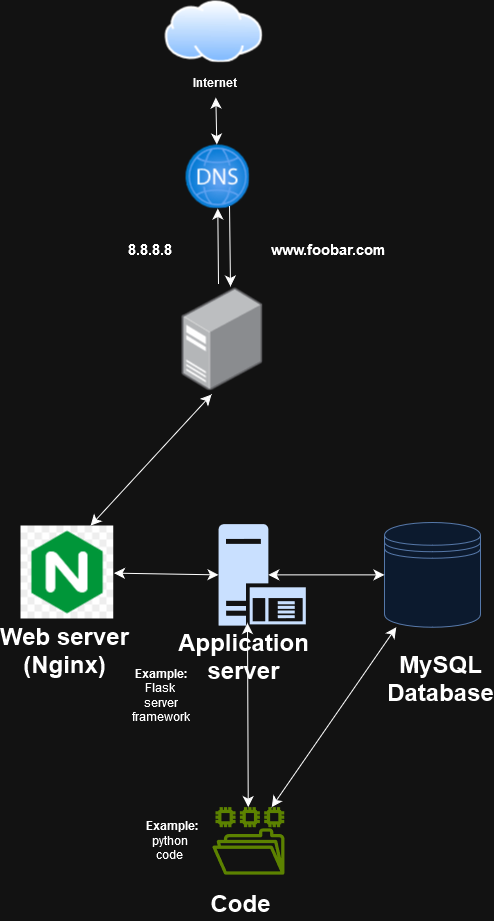 Internet
DNS
8.8.8.8
www.foobar.com
N
Web server
(Nginx)
Application
server
MySQL
Database
Example:
Flask
server
framework
Example:
python
code
Code